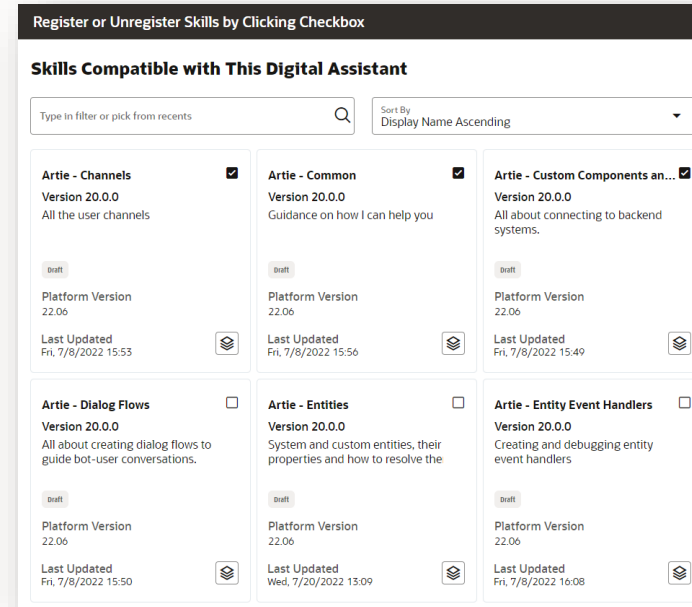 Register or Unregister Skills by Clicking Checkbox
Skills Compatible with This Digital Assistant
Type in filter or pick from recents
Sort By
Display Name Ascending
Artie - Channels
Version 20.0.0
All the user channels
Draft
Platform Version
22.06
Last Updated
Fri, 7/8/2022 15:53
Artie - Common
Version 20.0.0
Guidance on how I can help you
Draft
Platform Version
22.06
Last Updated
Fri, 7/8/2022 15:56
Artie - Custom Components an...
Version 20.0.0
All about connecting to backend
systems.
Draft
Platform Version
22.06
Last Updated
Fri, 7/8/2022 15:49
Artie - Dialog Flows
Version 20.0.0
All about creating dialog flows to
guide bot-user conversations.
Draft
Platform Version
22.06
Last Updated
Fri, 7/8/2022 15:50
Artie - Entities
Version 20.0.0
System and custom entities, their
properties and how to resolve the
Draft
Platform Version
22.06
Last Updated
Wed, 7/20/2022 13:09
Artie - Entity Event Handlers
Version 20.0.0
Creating and debugging entity
event handlers
Draft
Platform Version
22.06
Last Updated
Fri, 7/8/2022 16:08